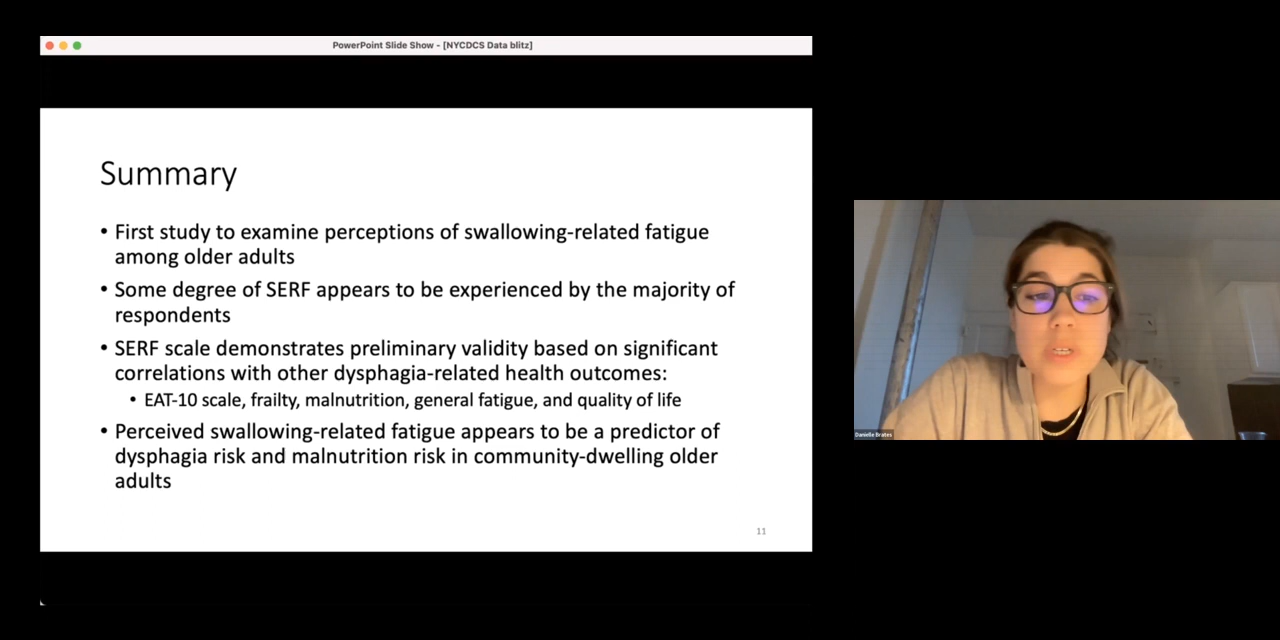 PowerPoint Slide Show - [NYCDCS Data blitz]
Summary
• First study to examine perceptions of swallowing-related fatigue
among older adults
• Some degree of SERF appears to be experienced by the majority of
respondents
• SERF scale demonstrates preliminary validity based on significant
correlations with other dysphagia-related health outcomes:
• EAT-10 scale, frailty, malnutrition, general fatigue, and quality of life
• Perceived swallowing-related fatigue appears to be a predictor of
dysphagia risk and malnutrition risk in community-dwelling older
adults
11
Danielle Brates